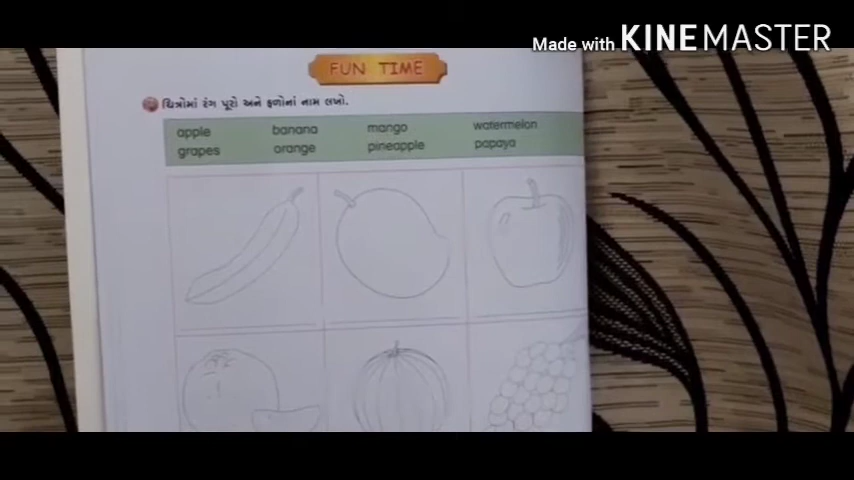 Made with KINEMASTER
FUN TIME
ચિત્રોમાં રંગ પૂરો અને ફળોનાં નામ લખો.
apple banana mango watermelon
grapes orange pineapple papaya